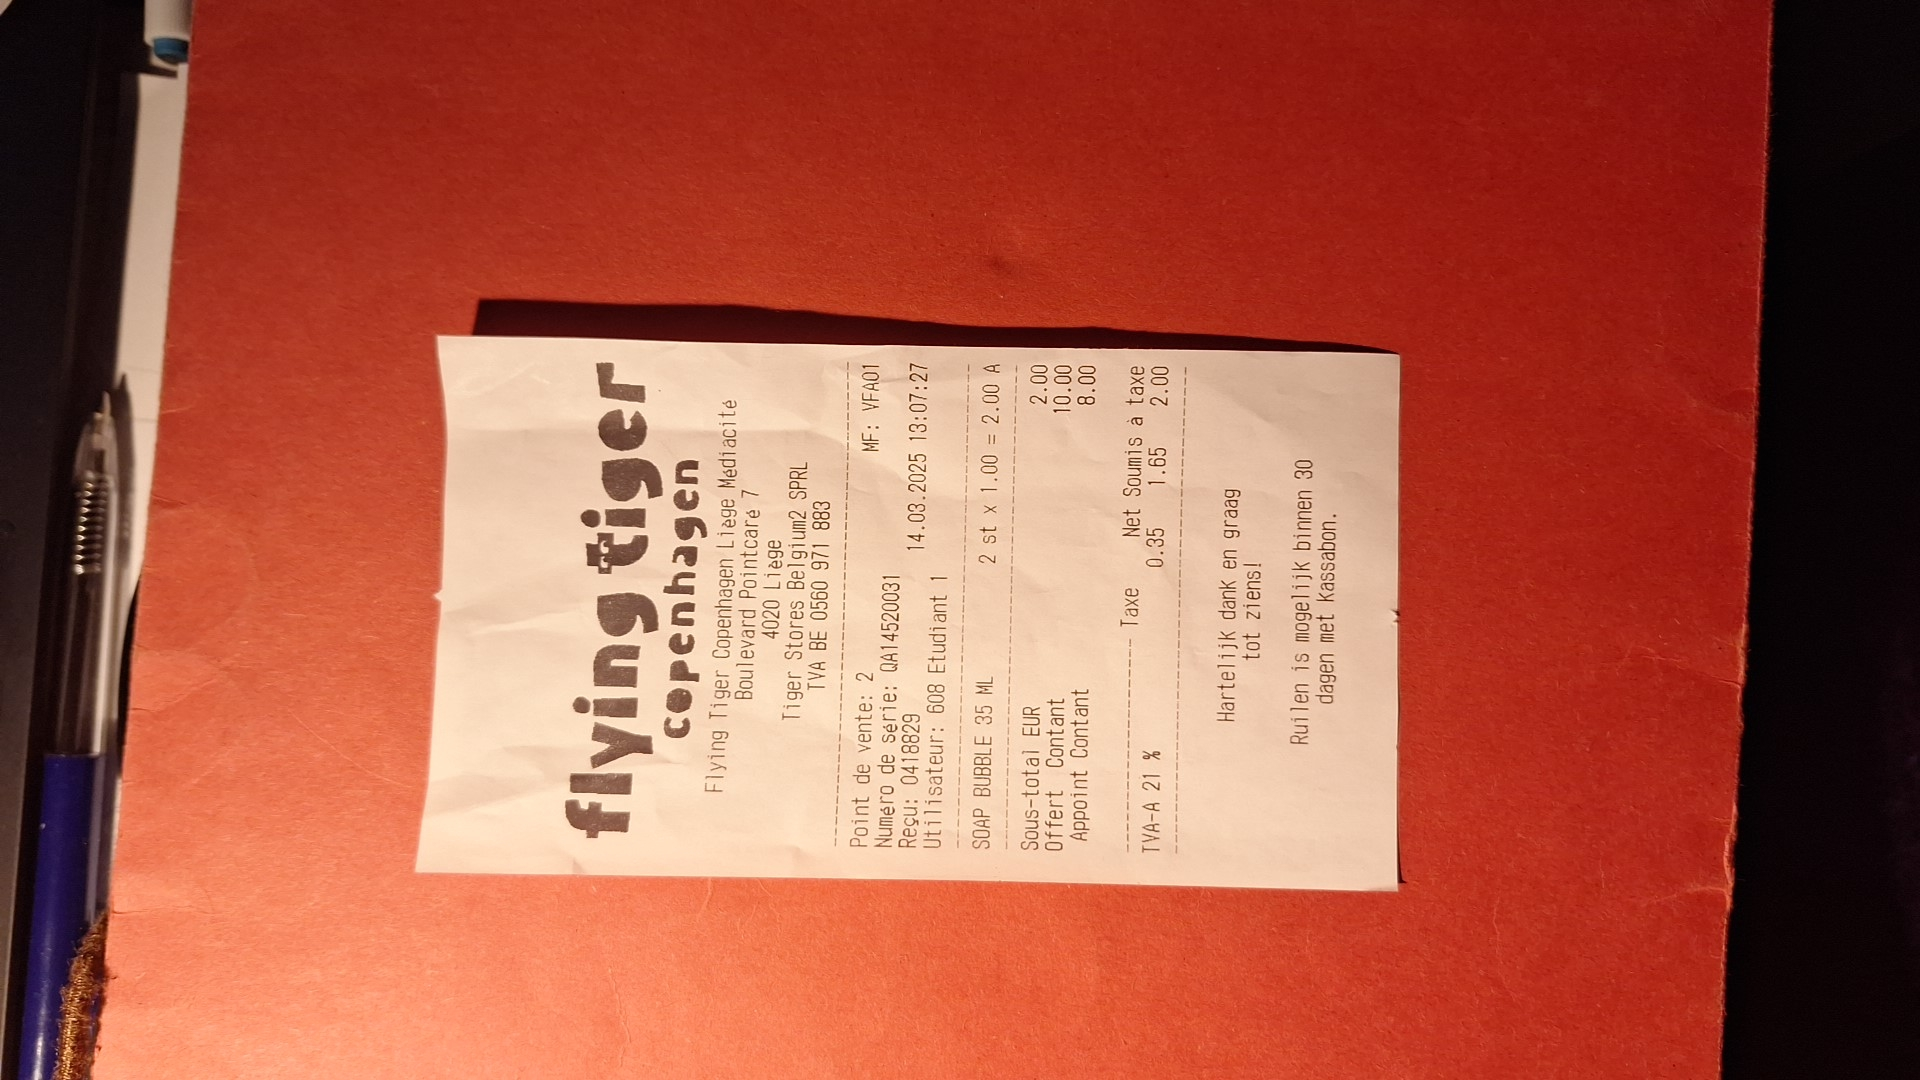 flying tiger
copenhagen
Flying Tiger Copenhagen Liège Médiacité
Boulevard Pointcaré 7
4020 Liège
Tiger Stores Belgium2 SPRL
TVA BE 0560 971 883
Point de vente: 2 MF: VFA01
Numéro de série: QA14520031
Reçu: 0418829 14.03.2025 13:07:27
Utilisateur: 608 Etudiant 1
SOAP BUBBLE 35 ML 2 st x 1.00 = 2.00 A
Sous-total EUR 2.00
Offert Contant 10.00
Appoint Contant 8.00
Taxe Net Soumis à taxe
TVA-A 21 % 0.35 1.65 2.00
Hartelijk dank en graag
tot ziens!
Ruilen is mogelijk binnen 30
dagen met Kassabon.